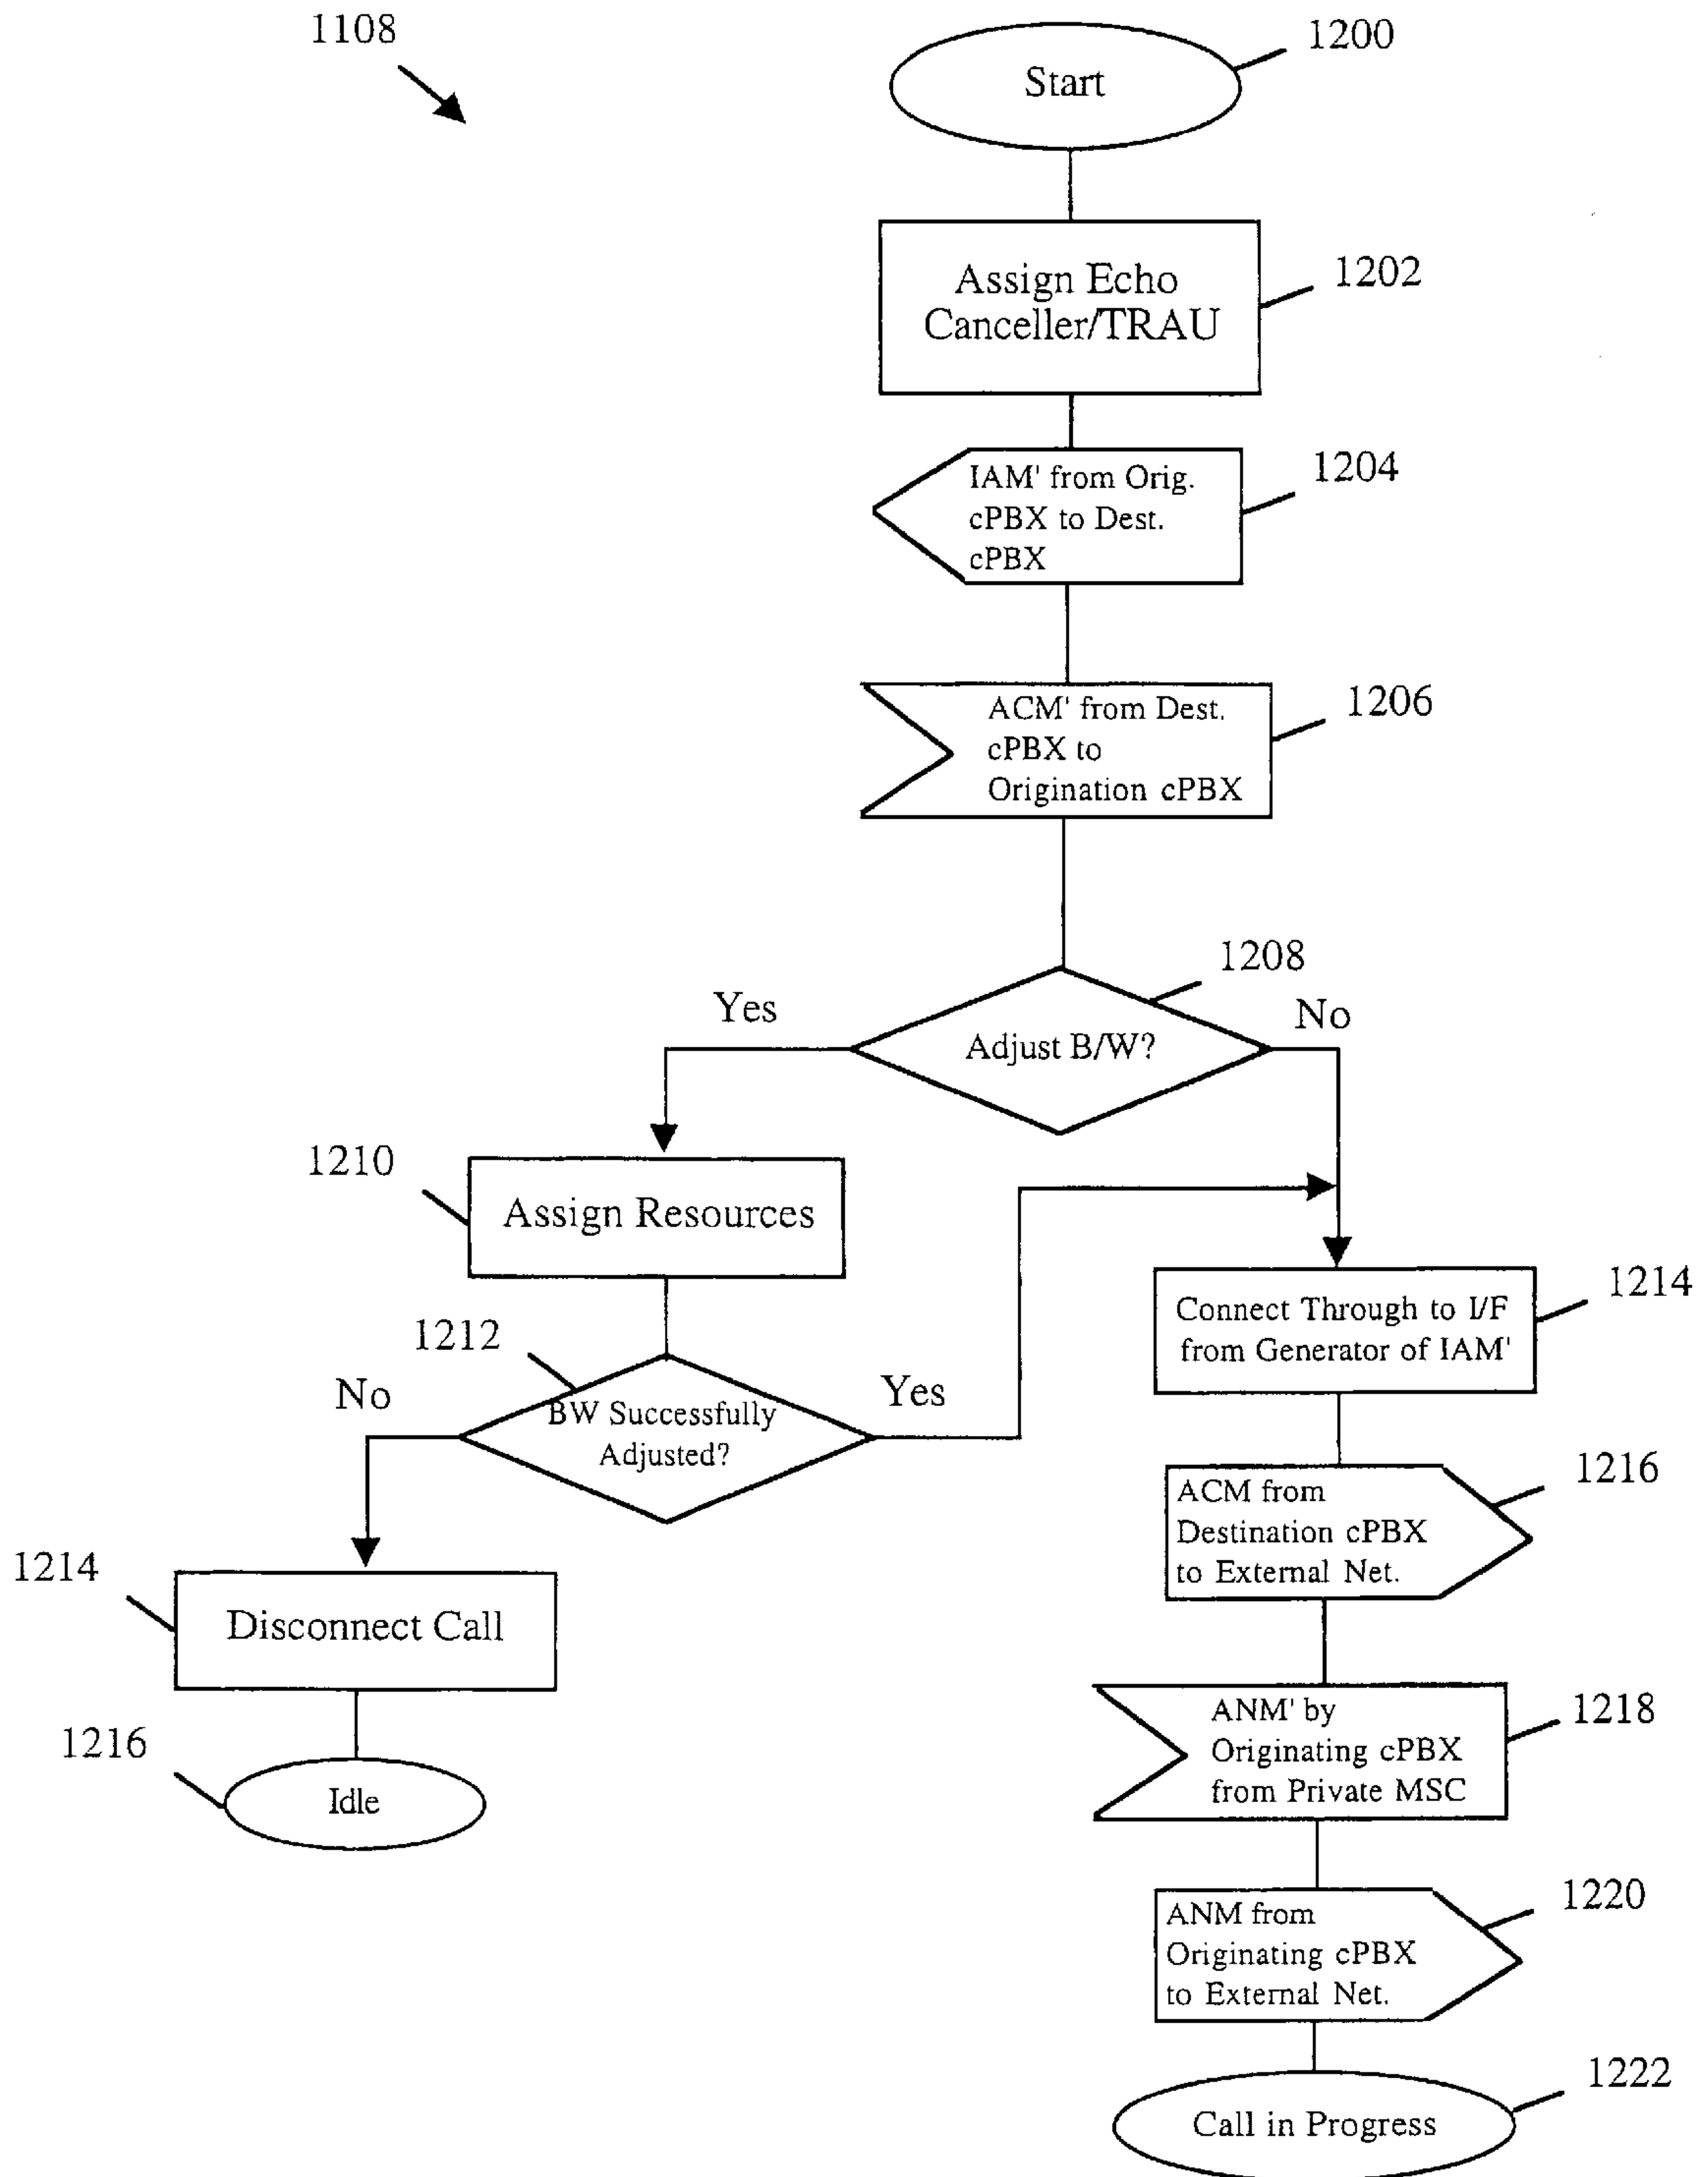 1108
1200
Start
1202
Assign Echo
Canceller/TRAU
1204
IAM' from Orig.
cPBX to Dest.
cPBX
1206
ACM' from Dest.
cPBX to
Origination cPBX
1208
Yes
No
Adjust B/W?
1210
Assign Resources
1214
Connect Through to I/F
from Generator of IAM'
1212
No
Yes
BW Successfully
Adjusted?
1216
ACM from
Destination cPBX
to External Net.
1214
Disconnect Call
1218
ANM' by
Originating cPBX
from Private MSC
1216
Idle
1220
ANM from
Originating cPBX
to External Net.
1222
Call in Progress